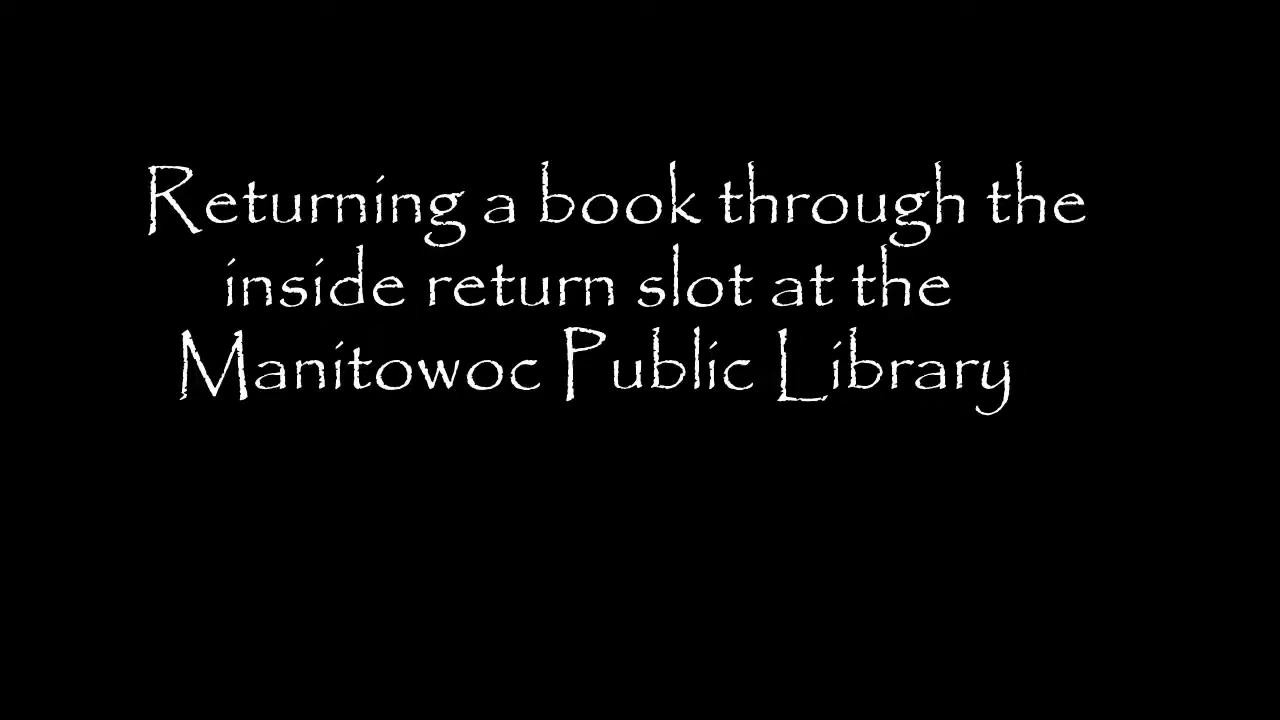 Returning a book through the
inside return slot at the
Manitowoc Public Library